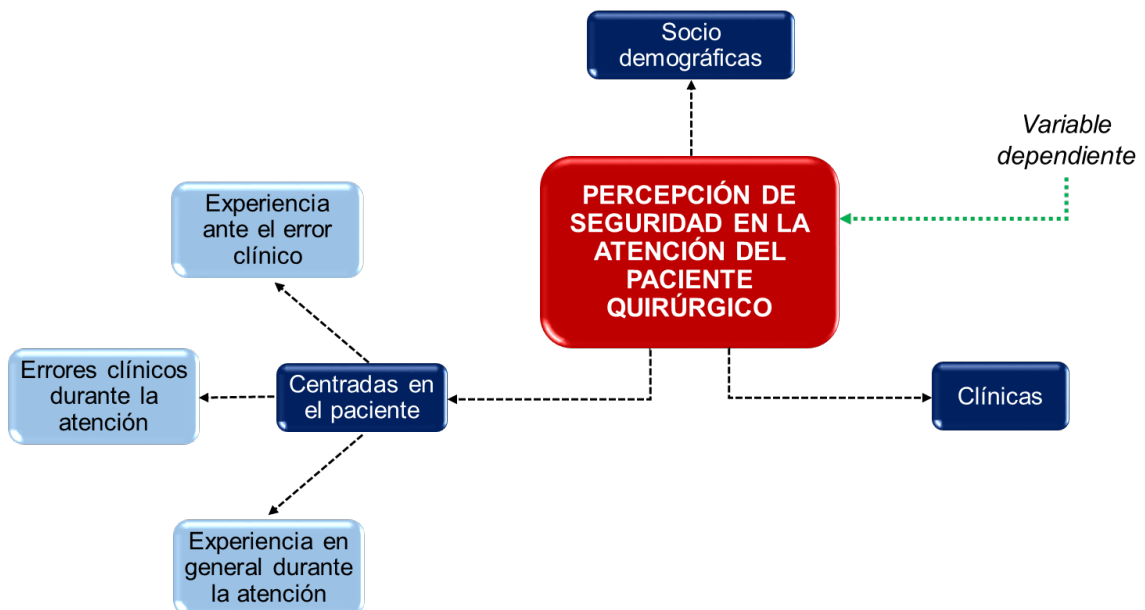 Socio
demográficas
Variable
dependiente
PERCEPCIÓN DE
SEGURIDAD EN LA
ATENCIÓN DEL
PACIENTE
QUIRÚRGICO
Experiencia
ante el error
clínico
Errores clínicos
durante la
atención
Centradas en
el paciente
Clínicas
Experiencia en
general durante
la atención